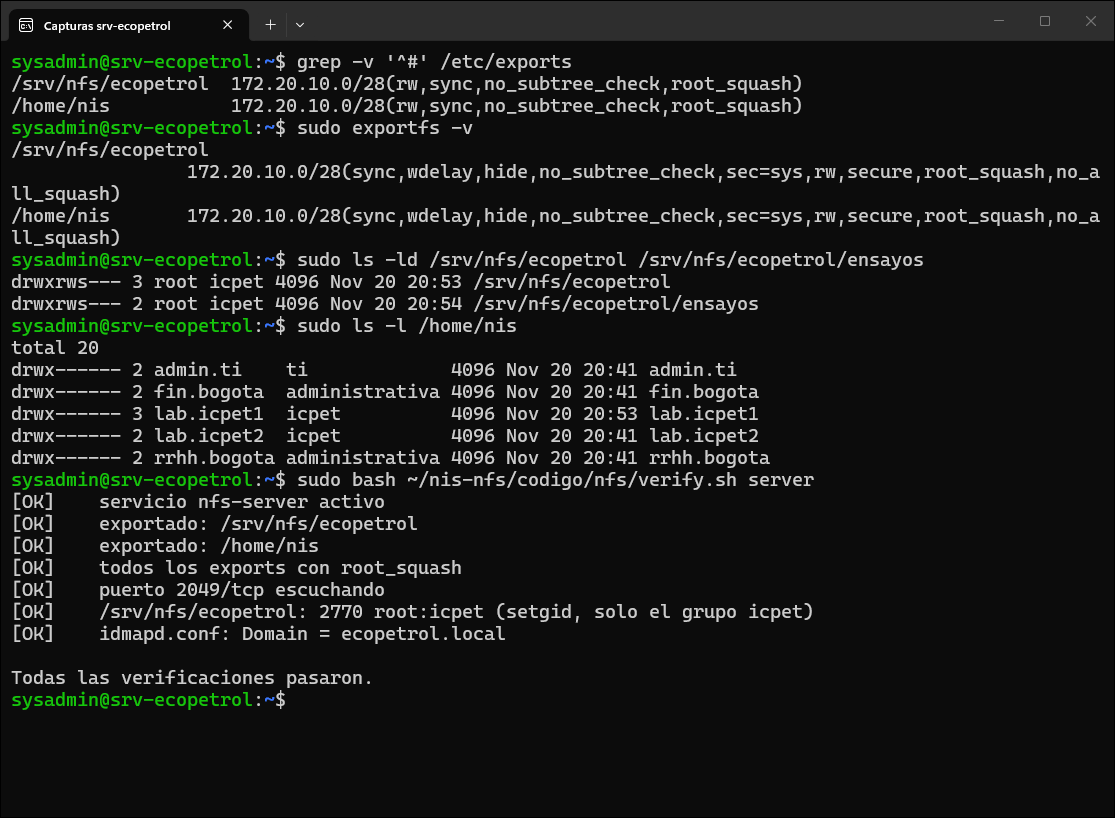 Capturas srv-ecopetrol
sysadmin@srv-ecopetrol:~$ grep -v '^#' /etc/exports
/srv/nfs/ecopetrol  172.20.10.0/28(rw,sync,no_subtree_check,root_squash)
/home/nis           172.20.10.0/28(rw,sync,no_subtree_check,root_squash)
sysadmin@srv-ecopetrol:~$ sudo exportfs -v
/srv/nfs/ecopetrol
                172.20.10.0/28(sync,wdelay,hide,no_subtree_check,sec=sys,rw,secure,root_squash,no_a
ll_squash)
/home/nis       172.20.10.0/28(sync,wdelay,hide,no_subtree_check,sec=sys,rw,secure,root_squash,no_a
ll_squash)
sysadmin@srv-ecopetrol:~$ sudo ls -ld /srv/nfs/ecopetrol /srv/nfs/ecopetrol/ensayos
drwxrws--- 3 root icpet 4096 Nov 20 20:53 /srv/nfs/ecopetrol
drwxrws--- 2 root icpet 4096 Nov 20 20:54 /srv/nfs/ecopetrol/ensayos
sysadmin@srv-ecopetrol:~$ sudo ls -l /home/nis
total 20
drwx------ 2 admin.ti    ti             4096 Nov 20 20:41 admin.ti
drwx------ 2 fin.bogota  administrativa 4096 Nov 20 20:41 fin.bogota
drwx------ 3 lab.icpet1  icpet          4096 Nov 20 20:53 lab.icpet1
drwx------ 2 lab.icpet2  icpet          4096 Nov 20 20:41 lab.icpet2
drwx------ 2 rrhh.bogota administrativa 4096 Nov 20 20:41 rrhh.bogota
sysadmin@srv-ecopetrol:~$ sudo bash ~/nis-nfs/codigo/nfs/verify.sh server
[OK]    servicio nfs-server activo
[OK]    exportado: /srv/nfs/ecopetrol
[OK]    exportado: /home/nis
[OK]    todos los exports con root_squash
[OK]    puerto 2049/tcp escuchando
[OK]    /srv/nfs/ecopetrol: 2770 root:icpet (setgid, solo el grupo icpet)
[OK]    idmapd.conf: Domain = ecopetrol.local

Todas las verificaciones pasaron.
sysadmin@srv-ecopetrol:~$